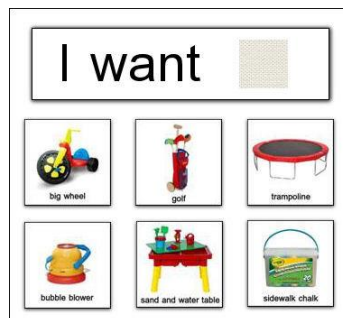 I want
big wheel
golf
trampoline
bubble blower
sand and water table
sidewalk chalk